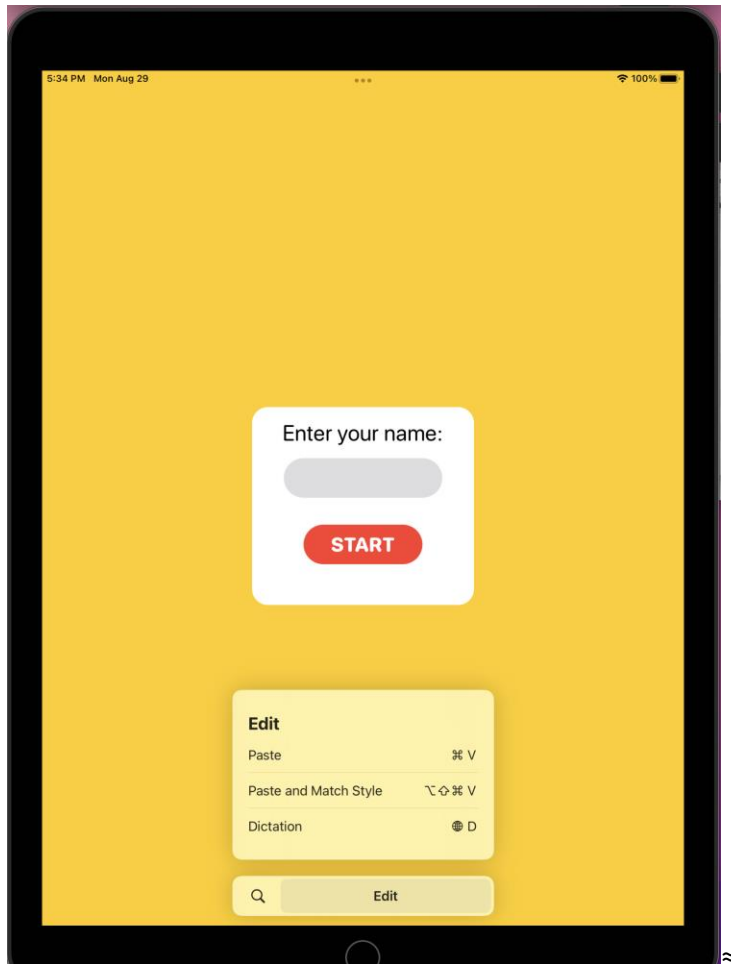 5:34 PM Mon Aug 29
100%
Enter your name:
START
Edit
Paste ⌘ V
Paste and Match Style ⌥⇧⌘ V
Dictation 🌐 D
Edit